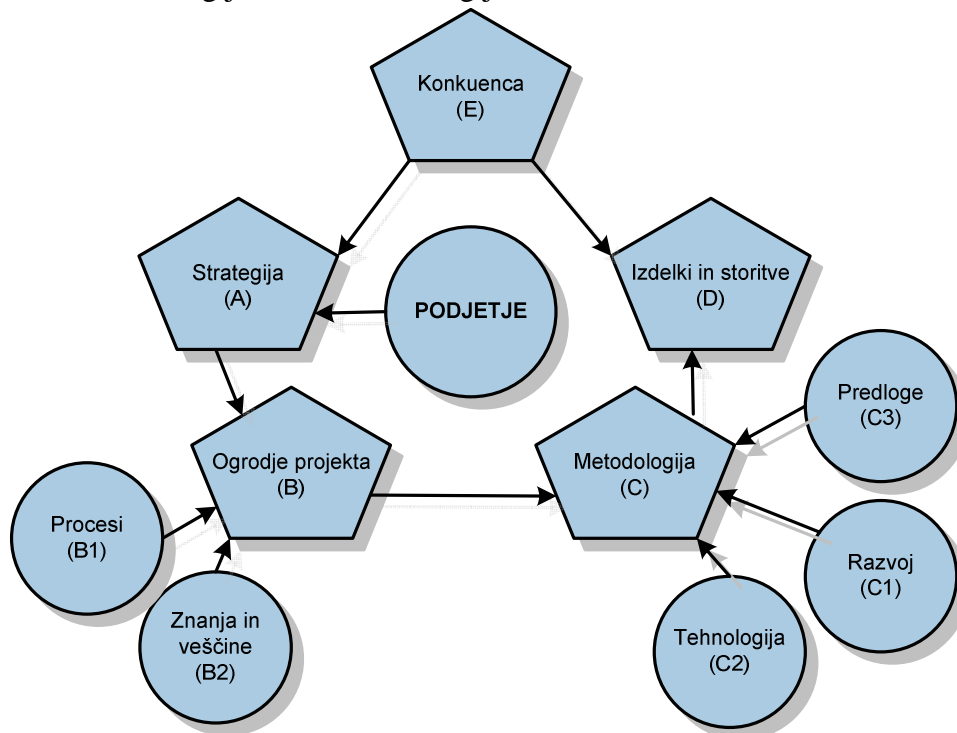 Konkuenca
(E)
Strategija
(A)
PODJETJE
Izdelki in storitve
(D)
Ogrodje projekta
(B)
Metodologija
(C)
Predloge
(C3)
Procesi
(B1)
Razvoj
(C1)
Znanja in
veščine
(B2)
Tehnologija
(C2)